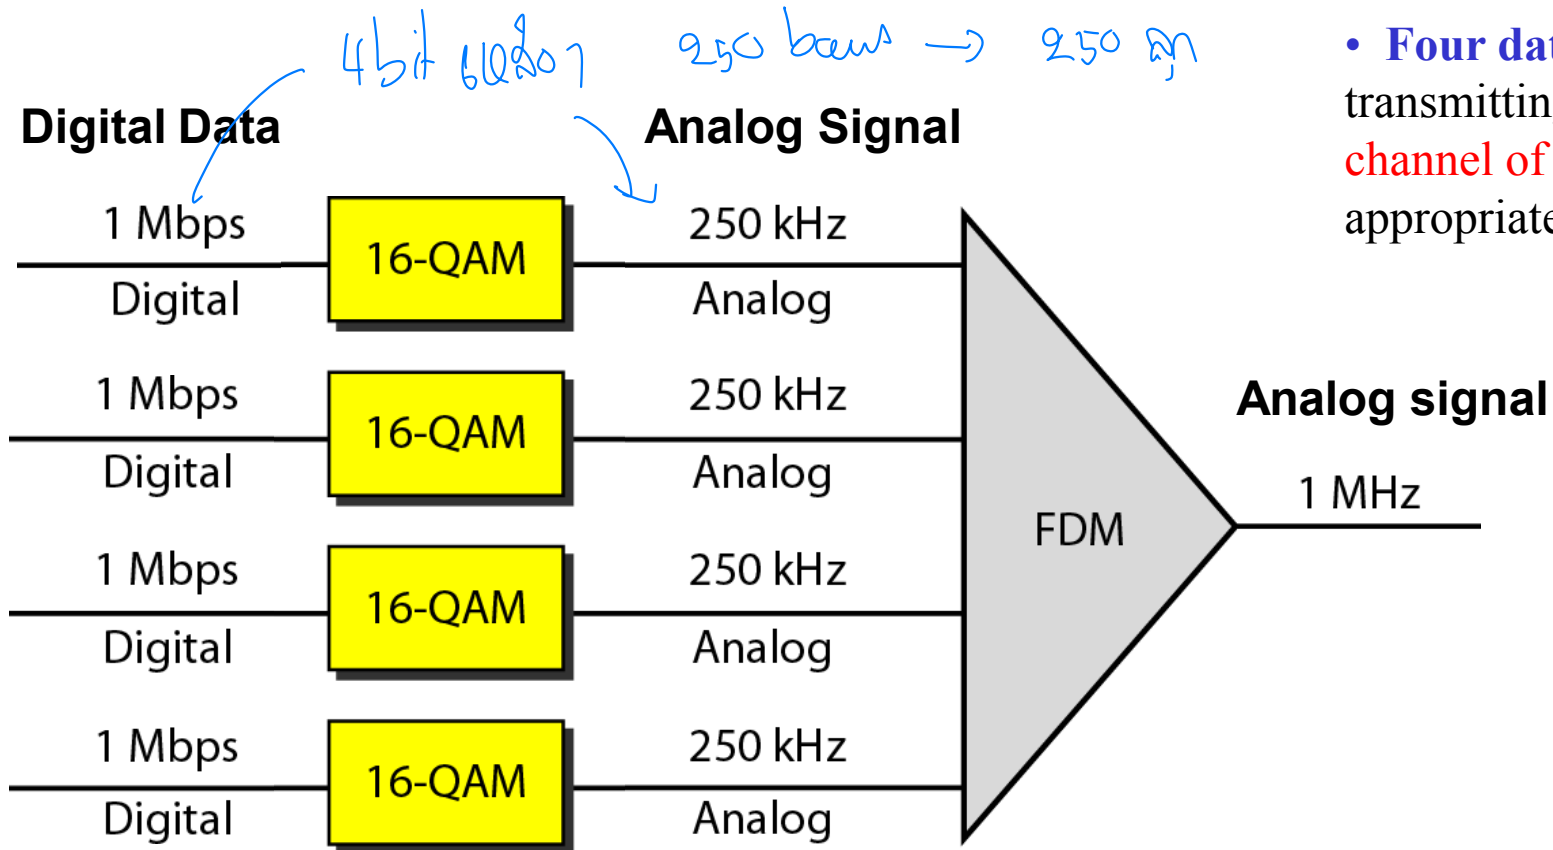 4bit 250 baud → 250 ลูก
• Four dat
transmittin
channel of
appropriate
Digital Data
Analog Signal
1 Mbps
Digital
16-QAM
250 kHz
Analog
1 Mbps
Digital
16-QAM
250 kHz
Analog
1 Mbps
Digital
16-QAM
250 kHz
Analog
1 Mbps
Digital
16-QAM
250 kHz
Analog
FDM
Analog signal
1 MHz